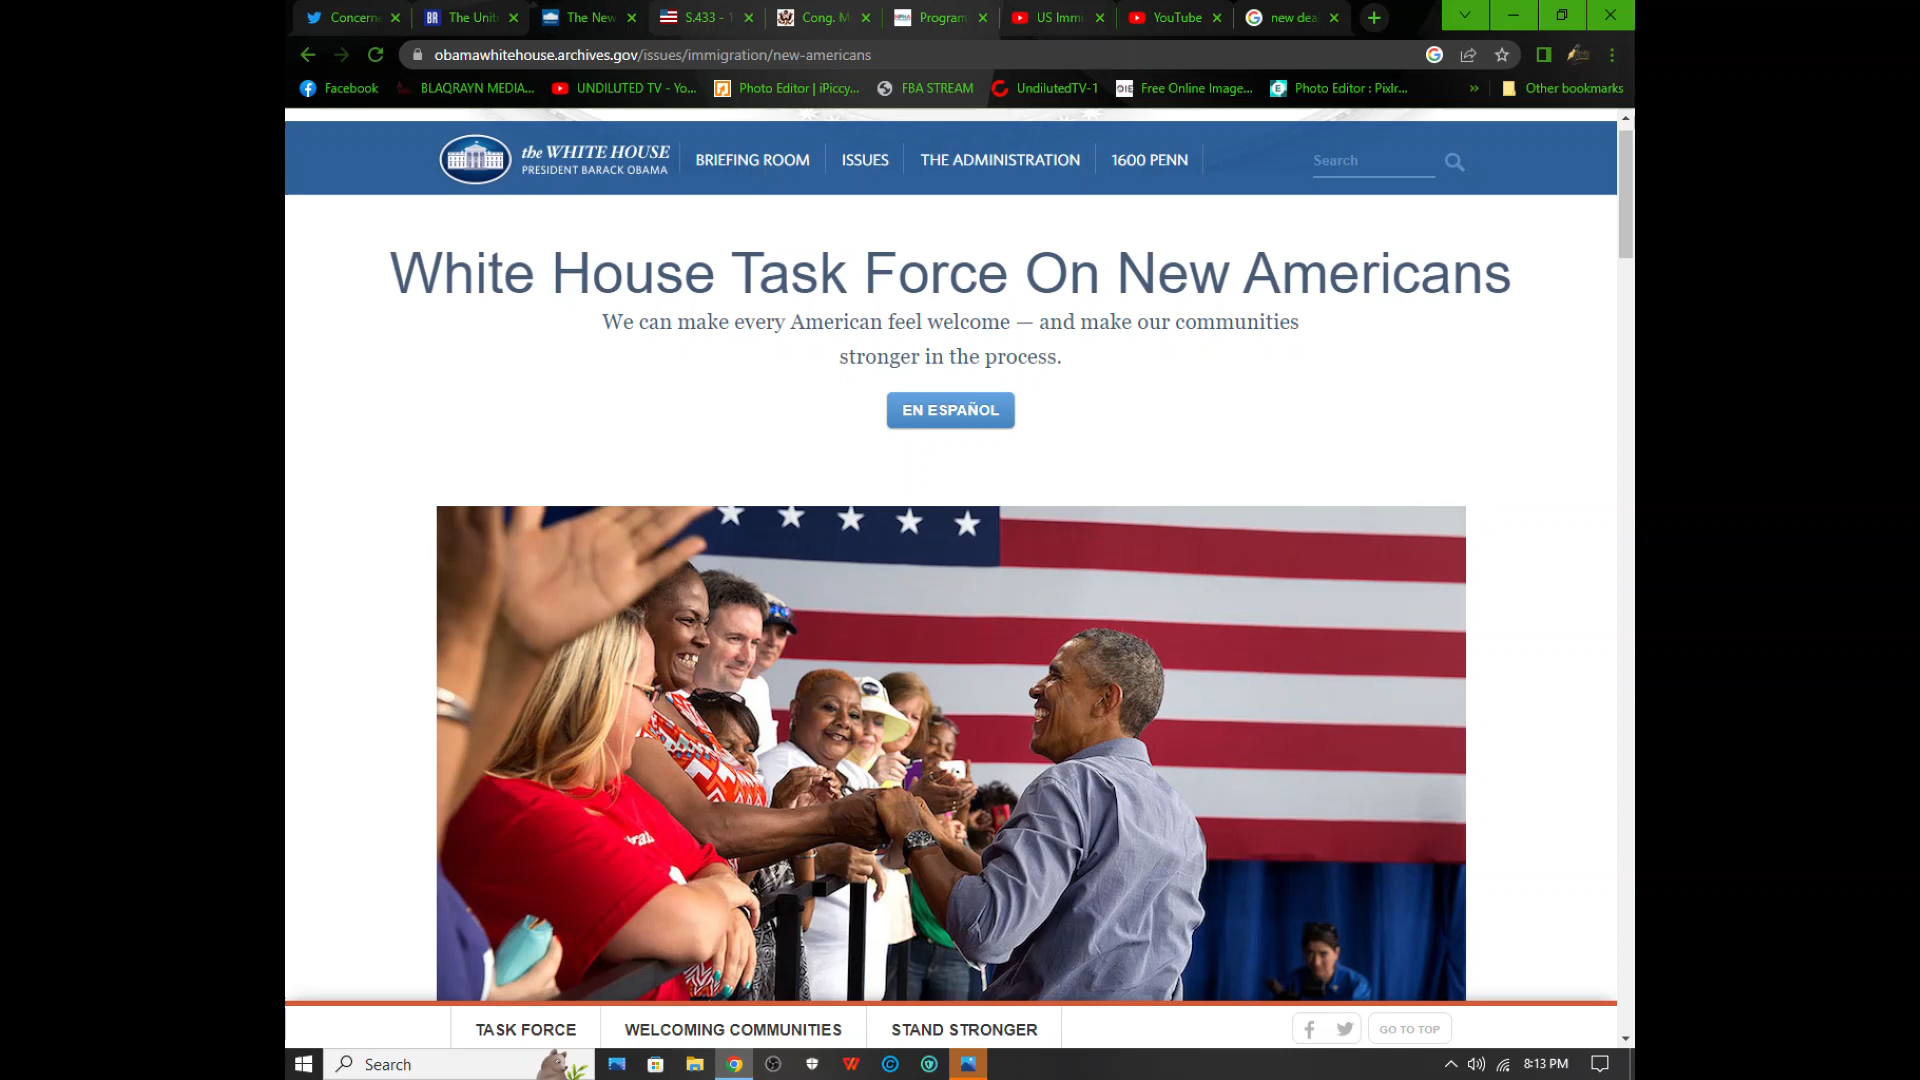 Concern
The Unit
The New
S.433 - 1
Cong. M
Program
US Immi
YouTube
new deal
obamawhitehouse.archives.gov/issues/immigration/new-americans
Facebook
BLAQRAYN MEDIA...
UNDILUTED TV - Yo...
Photo Editor | iPiccy...
FBA STREAM
UndilutedTV-1
Free Online Image...
Photo Editor : Pixlr...
»
Other bookmarks
the WHITE HOUSE
PRESIDENT BARACK OBAMA
BRIEFING ROOM
ISSUES
THE ADMINISTRATION
1600 PENN
Search
White House Task Force On New Americans
We can make every American feel welcome — and make our communities
stronger in the process.
EN ESPAÑOL
TASK FORCE
WELCOMING COMMUNITIES
STAND STRONGER
GO TO TOP
Search
8:13 PM